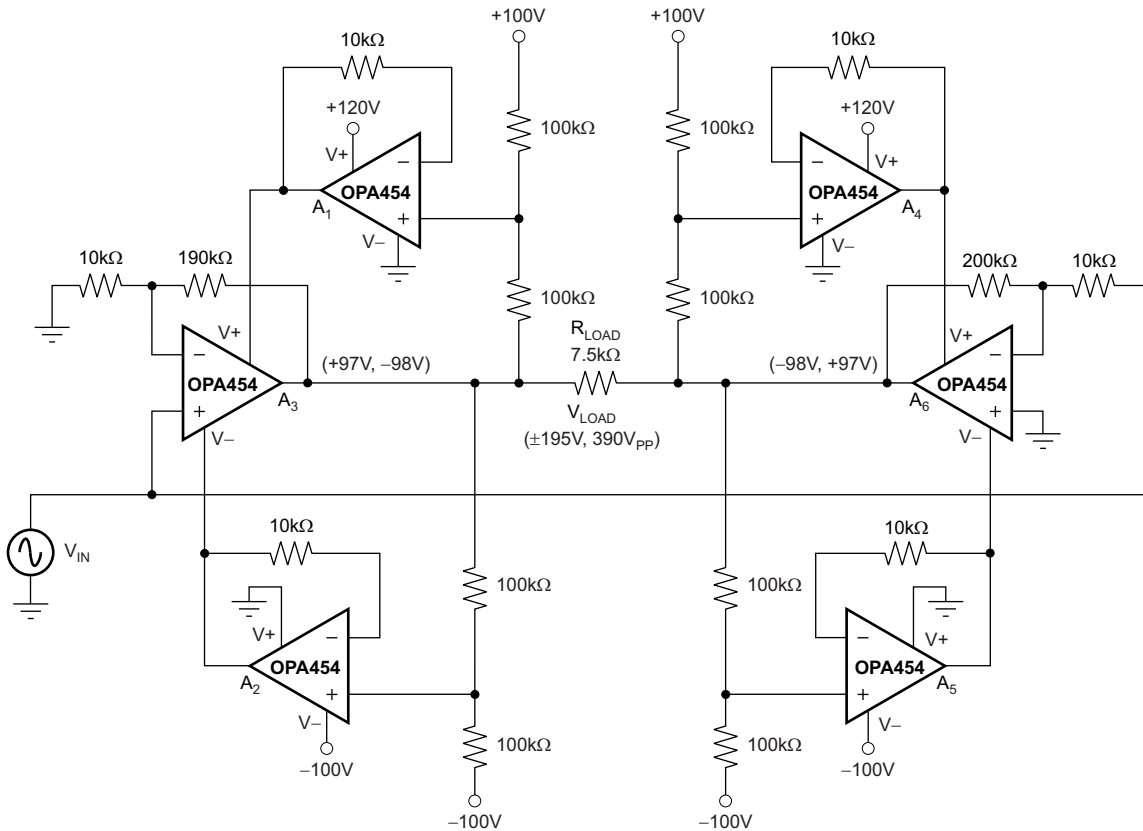 +100V
+100V
10kΩ
10kΩ
+120V
+120V
100kΩ
100kΩ
V+
V+
–
–
OPA454
OPA454
A1
+
+
A4
V–
V–
10kΩ
190kΩ
100kΩ
100kΩ
200kΩ
10kΩ
V+
RLOAD
V+
–
7.5kΩ
–
OPA454
(+97V, –98V)
(–98V, +97V)
OPA454
A3
A6
+
VLOAD
+
V–
(±195V, 390VPP)
V–
10kΩ
10kΩ
VIN
100kΩ
100kΩ
V+
V+
–
–
OPA454
OPA454
A2
+
+
A5
V–
V–
100kΩ
100kΩ
–100V
–100V
–100V
–100V